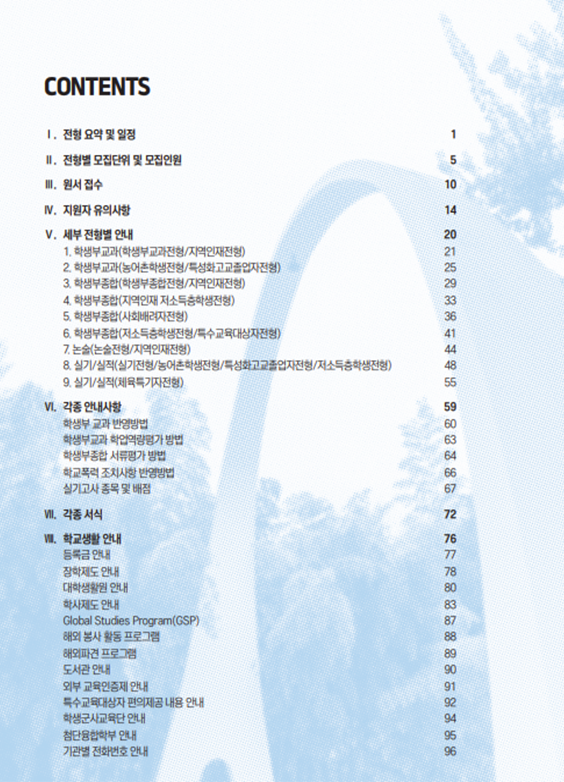 CONTENTS
Ⅰ. 전형 요약 및 일정 1
Ⅱ. 전형별 모집단위 및 모집인원 5
Ⅲ. 원서 접수 10
Ⅳ. 지원자 유의사항 14
Ⅴ. 세부 전형별 안내 20
1. 학생부교과(학생부교과전형/지역인재전형) 21
2. 학생부교과(농어촌학생전형/특성화고교졸업자전형) 25
3. 학생부종합(학생부종합전형/지역인재전형) 29
4. 학생부종합(지역인재 저소득층학생전형) 33
5. 학생부종합(사회배려자전형) 36
6. 학생부종합(저소득층학생전형/특수교육대상자전형) 41
7. 논술(논술전형/지역인재전형) 44
8. 실기/실적(실기전형/농어촌학생전형/특성화고교졸업자전형/저소득층학생전형) 48
9. 실기/실적(체육특기자전형) 55
Ⅵ. 각종 안내사항 59
학생부 교과 반영방법 60
학생부교과 학업역량평가 방법 63
학생부종합 서류평가 방법 64
학교폭력 조치사항 반영방법 66
실기고사 종목 및 배점 67
Ⅶ. 각종 서식 72
Ⅷ. 학교생활 안내 76
등록금 안내 77
장학제도 안내 78
대학생활원 안내 80
학사제도 안내 83
Global Studies Program(GSP) 87
해외 봉사 활동 프로그램 88
해외파견 프로그램 89
도서관 안내 90
외부 교육인증제 안내 91
특수교육대상자 편의제공 내용 안내 92
학생군사교육단 안내 94
첨단융합학부 안내 95
기관별 전화번호 안내 96